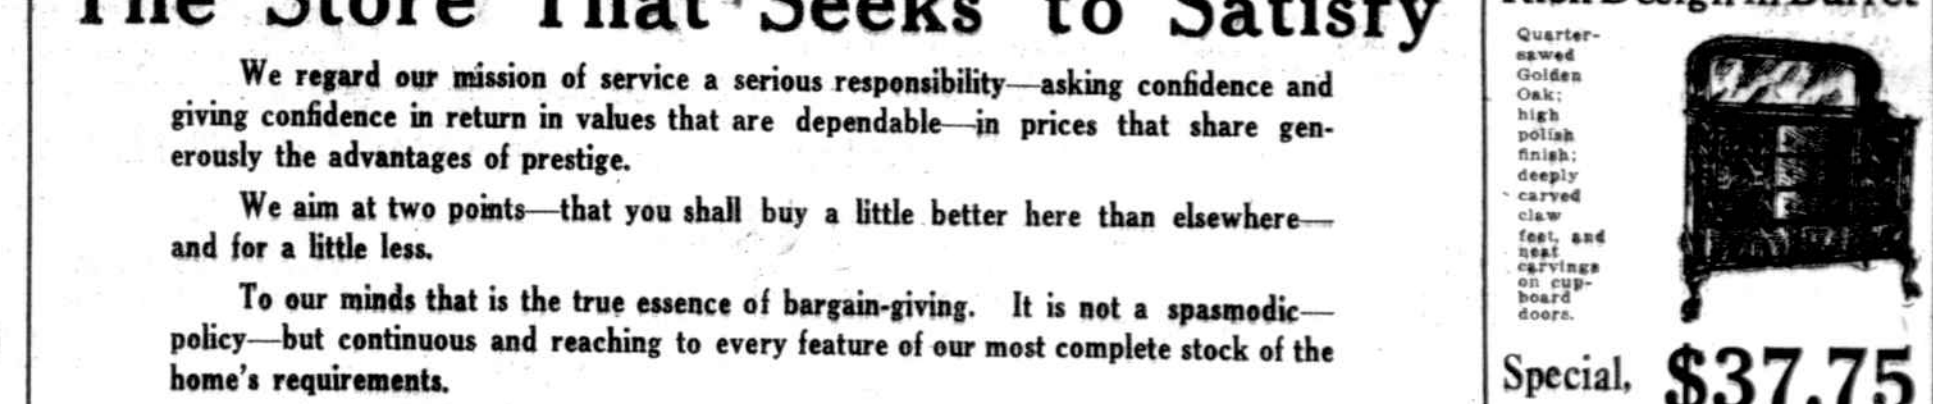 The Store That Seeks to Satisfy
We regard our mission of service a serious responsibility—asking confidence and
giving confidence in return in values that are dependable—in prices that share gen-
erously the advantages of prestige.
We aim at two points—that you shall buy a little better here than elsewhere—
and for a little less.
To our minds that is the true essence of bargain-giving. It is not a spasmodic—
policy—but continuous and reaching to every feature of our most complete stock of the
home's requirements.
Design in Buffet
Quarter-
sawed
Golden
Oak;
high
polish
finish;
deeply
carved
claw
feet, and
neat
carvings
on cup-
board
doors.
Special, $37.75